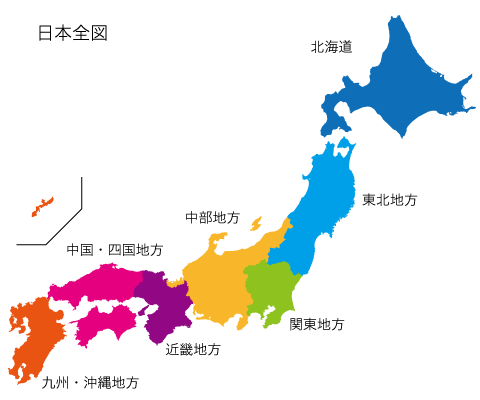 日本全図
北海道
東北地方
中部地方
中国・四国地方
関東地方
近畿地方
九州・沖縄地方